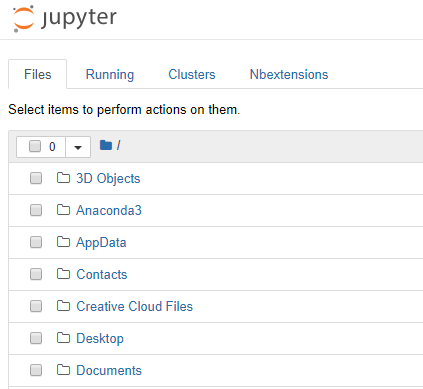 jupyter
Files Running Clusters Nbextensions
Select items to perform actions on them.
0 /
3D Objects
Anaconda3
AppData
Contacts
Creative Cloud Files
Desktop
Documents